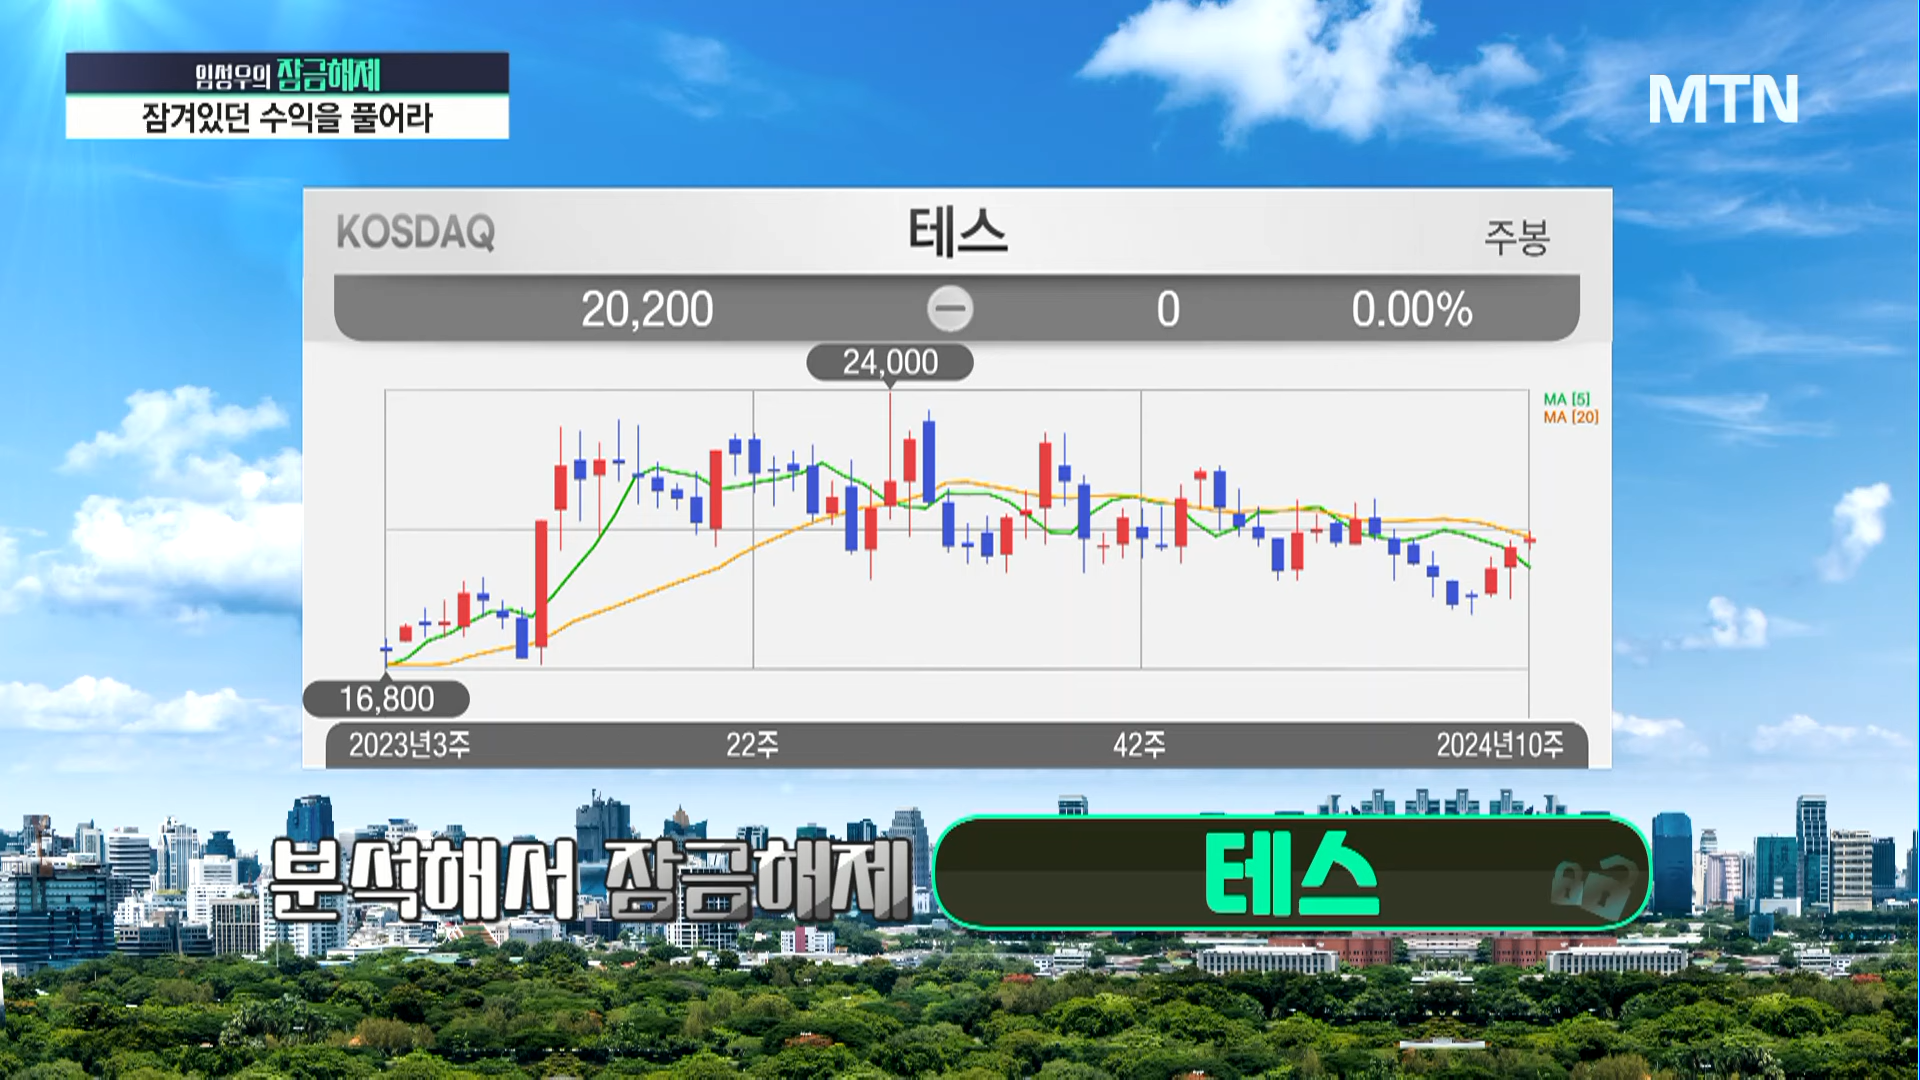 임성우의 잠금해제
잠겨있던 수익을 풀어라
MTN
KOSDAQ
테스
주봉
20,200
0
0.00%
24,000
MA [5]
MA [20]
16,800
2023년3주
22주
42주
2024년10주
분석해서 잠금해제
테스